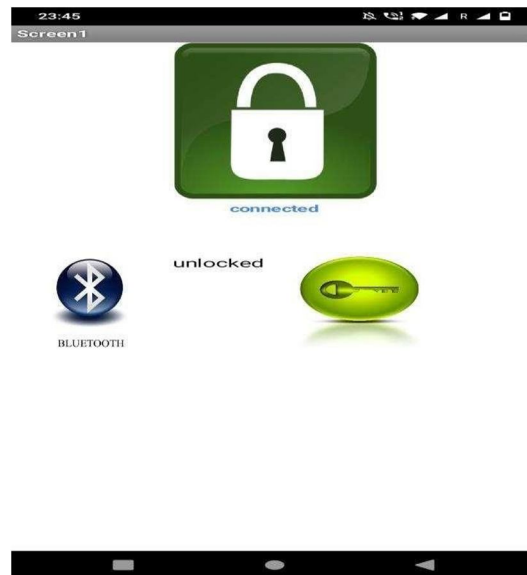 23:45
R
Screen1
connected
unlocked
BLUETOOTH